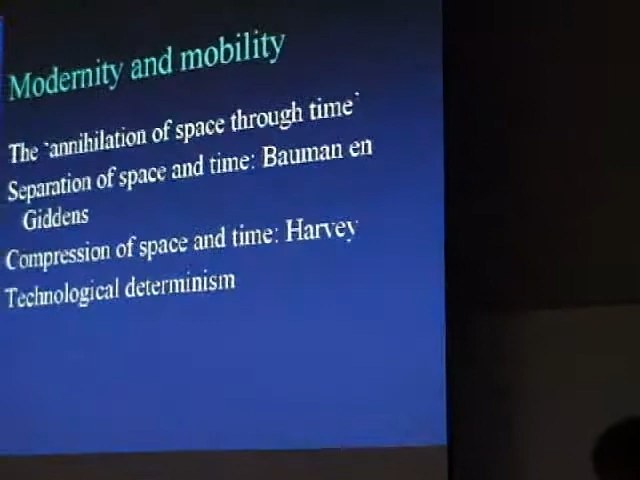 Modernity and mobility
The `annihilation of space through time`
Separation of space and time: Bauman en
Giddens
Compression of space and time: Harvey
Technological determinism